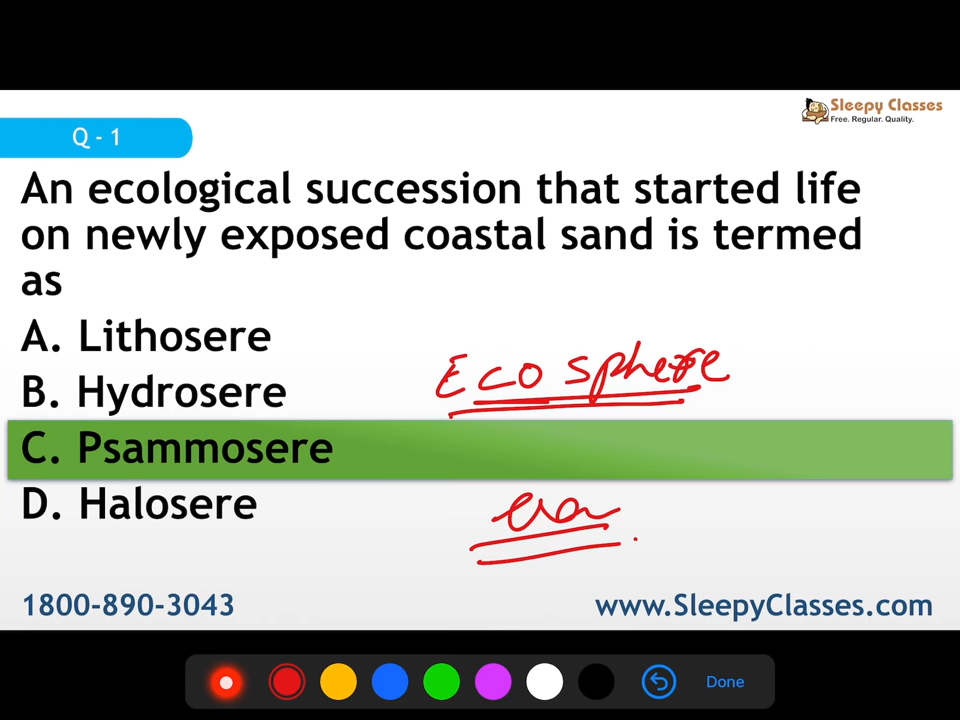 Sleepy Classes
Free. Regular. Quality.
Q - 1
An ecological succession that started life
on newly exposed coastal sand is termed
as
A. Lithosere
Eco sphere
B. Hydrosere
C. Psammosere
D. Halosere
1800-890-3043
www.SleepyClasses.com
Done